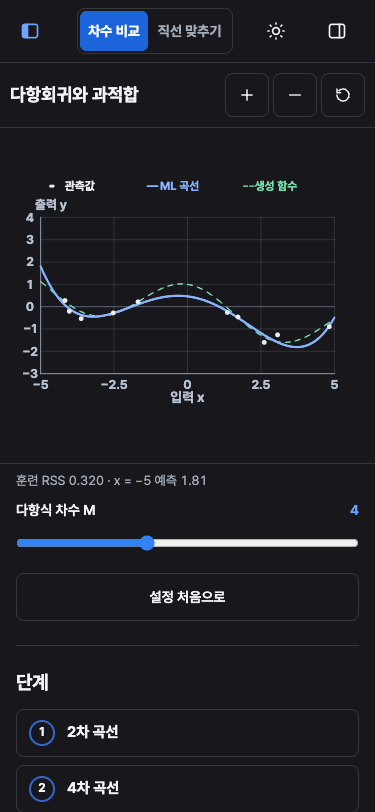 차수 비교 직선 맞추기
다항회귀와 과적합
관측값 ML 곡선 생성 함수
출력 y
4
3
2
1
0
−1
−2
−3
−5 −2.5 0 2.5 5
입력 x
훈련 RSS 0.320 · x = −5 예측 1.81
다항식 차수 M 4
설정 처음으로
단계
1 2차 곡선
2 4차 곡선